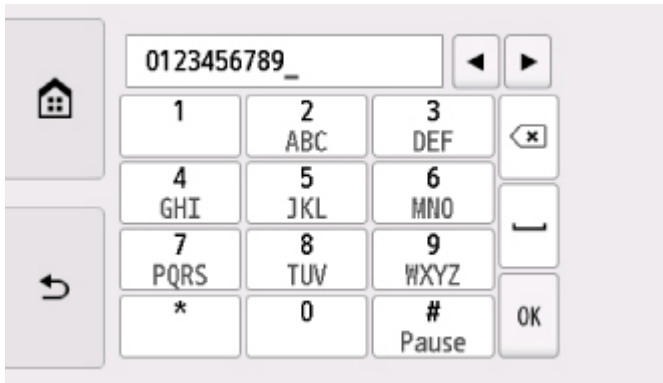 0123456789_
1 2 3
ABC DEF
4 5 6
GHI JKL MNO
7 8 9
PQRS TUV WXYZ
* 0 # OK
Pause